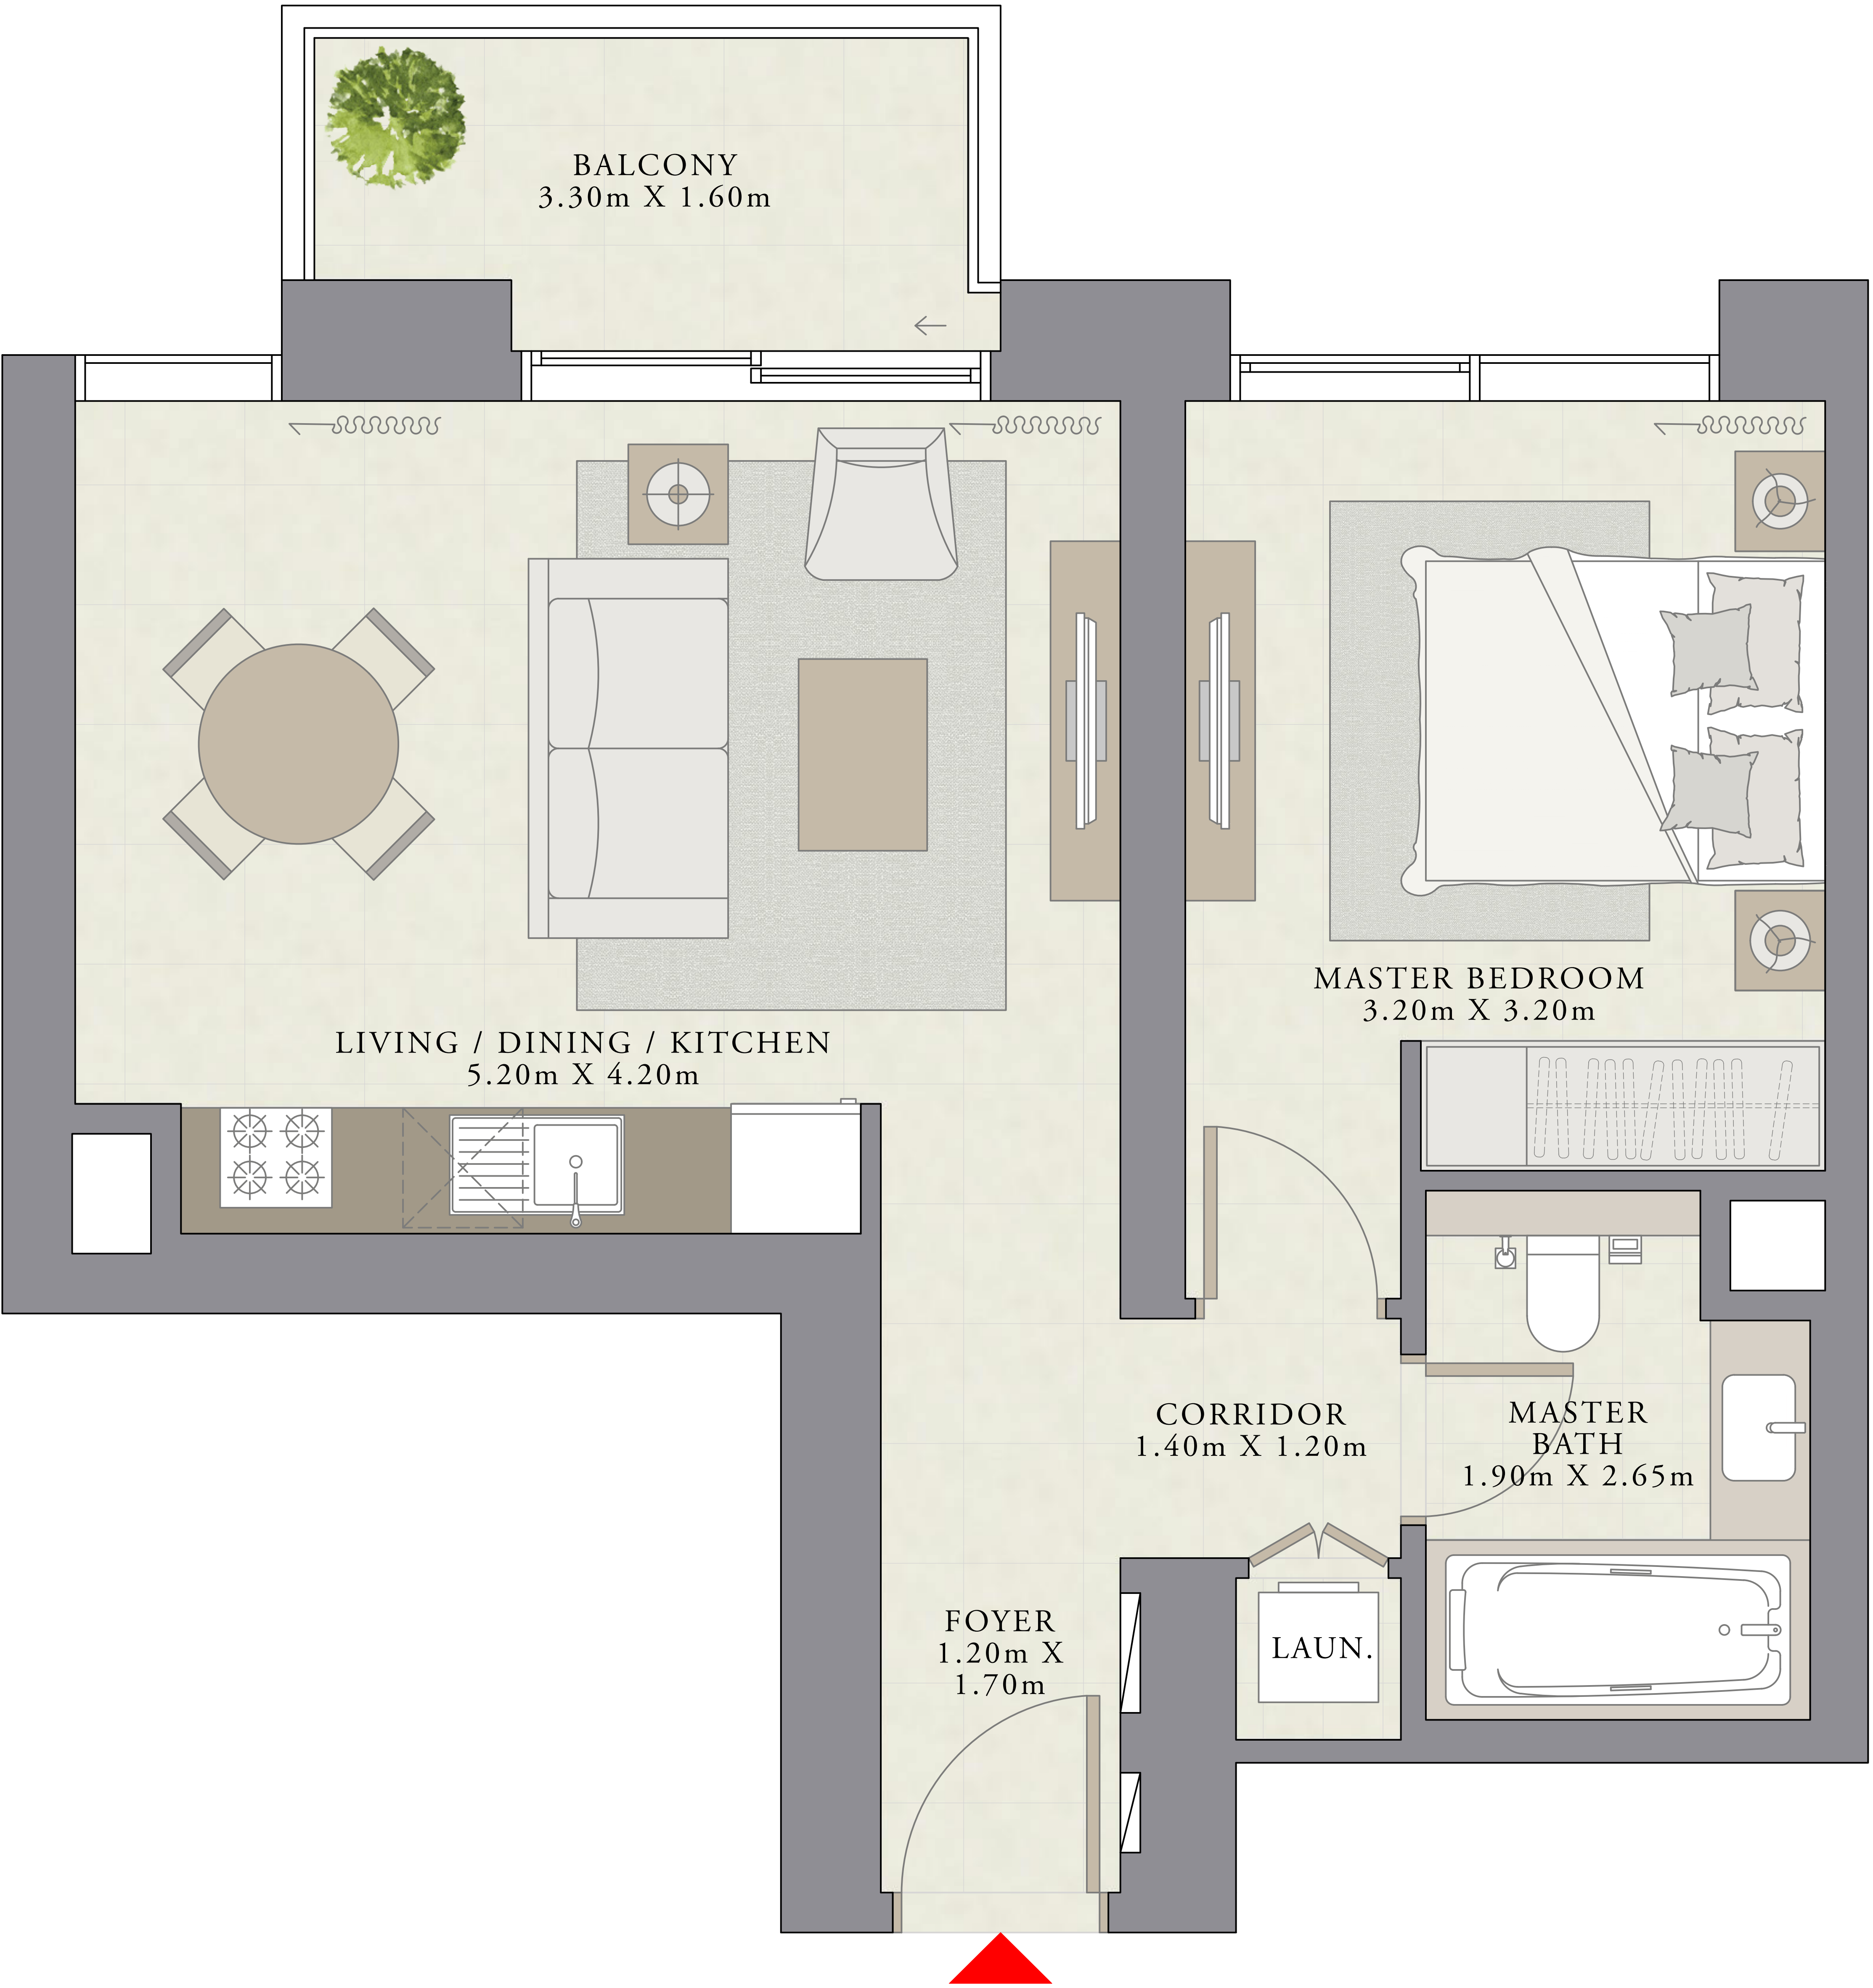 BALCONY
3.30m X 1.60m
MASTER BEDROOM
3.20m X 3.20m
LIVING / DINING / KITCHEN
5.20m X 4.20m
CORRIDOR
1.40m X 1.20m
MASTER
BATH
1.90m X 2.65m
FOYER
1.20m X
1.70m
LAUN.